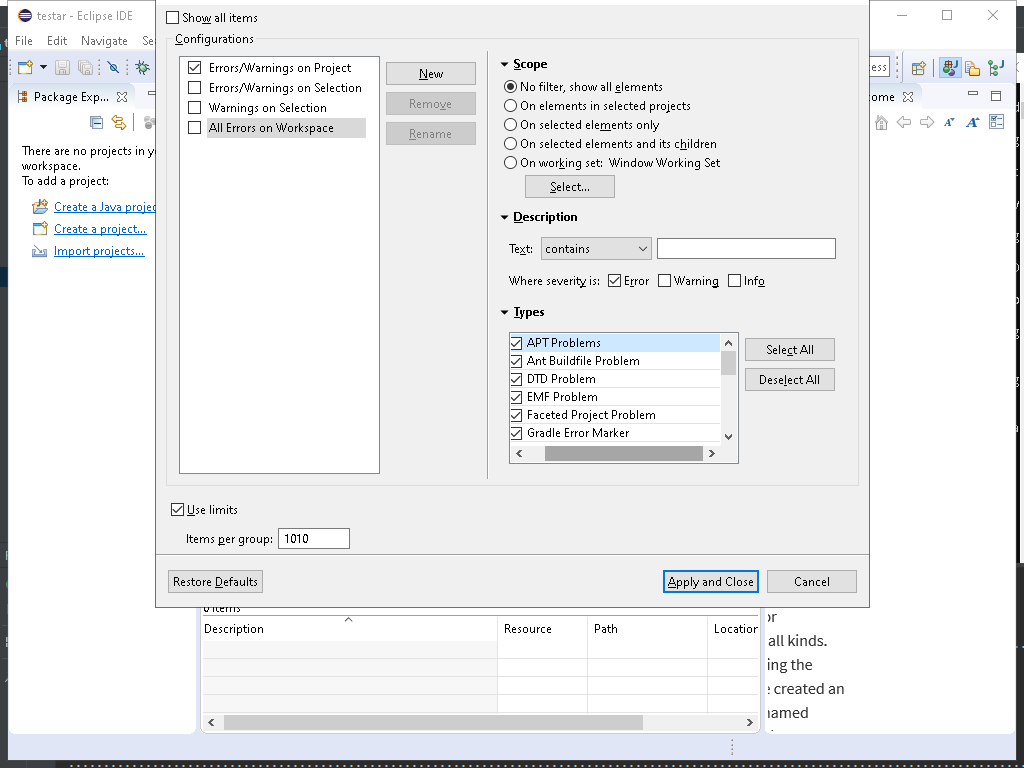 testar - Eclipse IDE
File Edit Navigate Se
Package Exp...
There are no projects in y
workspace.
To add a project:
Create a Java projec
Create a project...
Import projects...
Show all items
Configurations
Errors/Warnings on Project
Errors/Warnings on Selection
Warnings on Selection
All Errors on Workspace
New
Remove
Rename
Scope
No filter, show all elements
On elements in selected projects
On selected elements only
On selected elements and its children
On working set: Window Working Set
Select...
Description
Text: contains
Where severity is: Error Warning Info
Types
APT Problems
Ant Buildfile Problem
DTD Problem
EMF Problem
Faceted Project Problem
Gradle Error Marker
Select All
Deselect All
Use limits
Items per group: 1010
Restore Defaults Apply and Close Cancel
ess
ome
0 items
Description Resource Path Location
or
all kinds.
ing the
created an
named